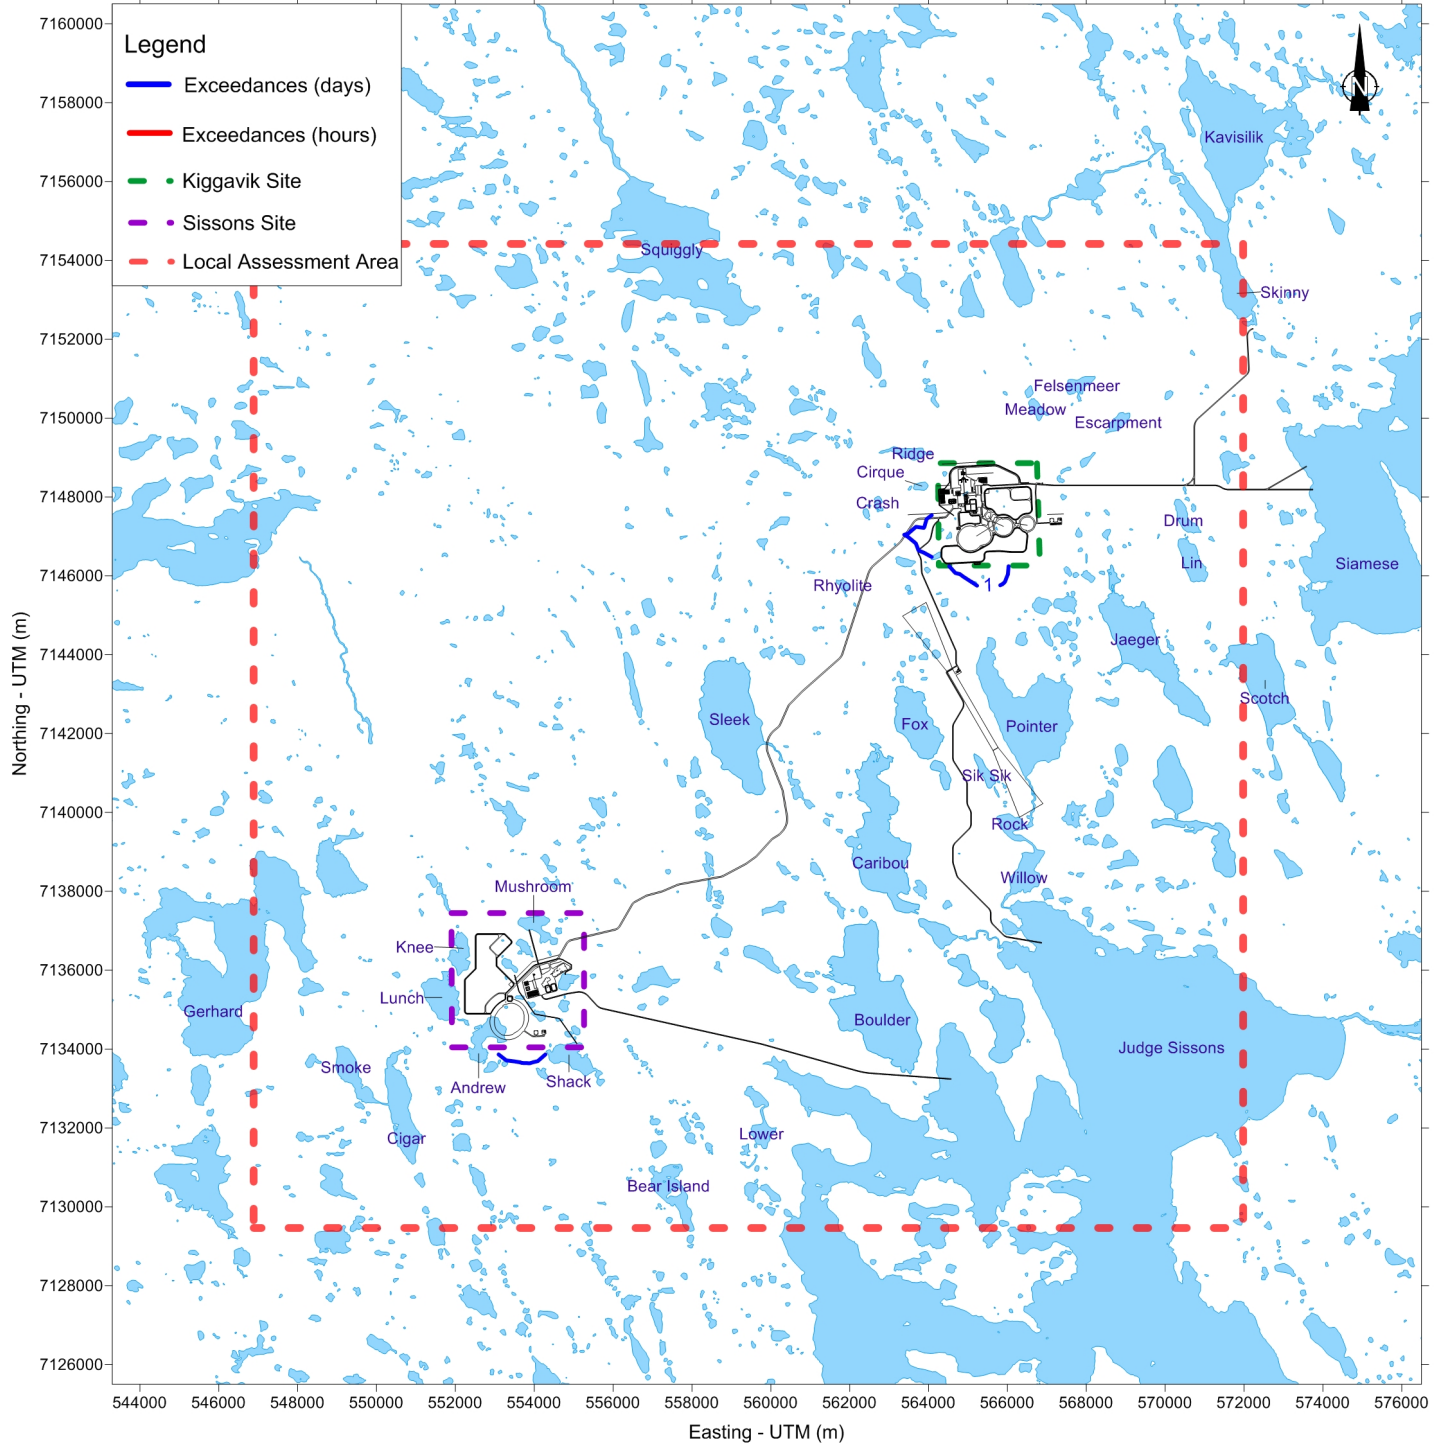 Legend
Exceedances (days)
Exceedances (hours)
Kiggavik Site
Sissons Site
Local Assessment Area
N
7160000
7158000
7156000
7154000
7152000
7150000
7148000
7146000
7144000
7142000
7140000
7138000
7136000
7134000
7132000
7130000
7128000
7126000
Northing - UTM (m)
Kavisilik
Squiggly
Skinny
Felsenmeer
Meadow
Escarpment
Ridge
Cirque
Crash
Drum
Lin
Siamese
Rhyolite
1
Jaeger
Scotch
Sleek
Fox
Pointer
Sik Sik
Rock
Caribou
Willow
Mushroom
Knee
Lunch
Gerhard
Boulder
Judge Sissons
Smoke
Andrew
Shack
Cigar
Lower
Bear Island
544000 546000 548000 550000 552000 554000 556000 558000 560000 562000 564000 566000 568000 570000 572000 574000 576000
Easting - UTM (m)